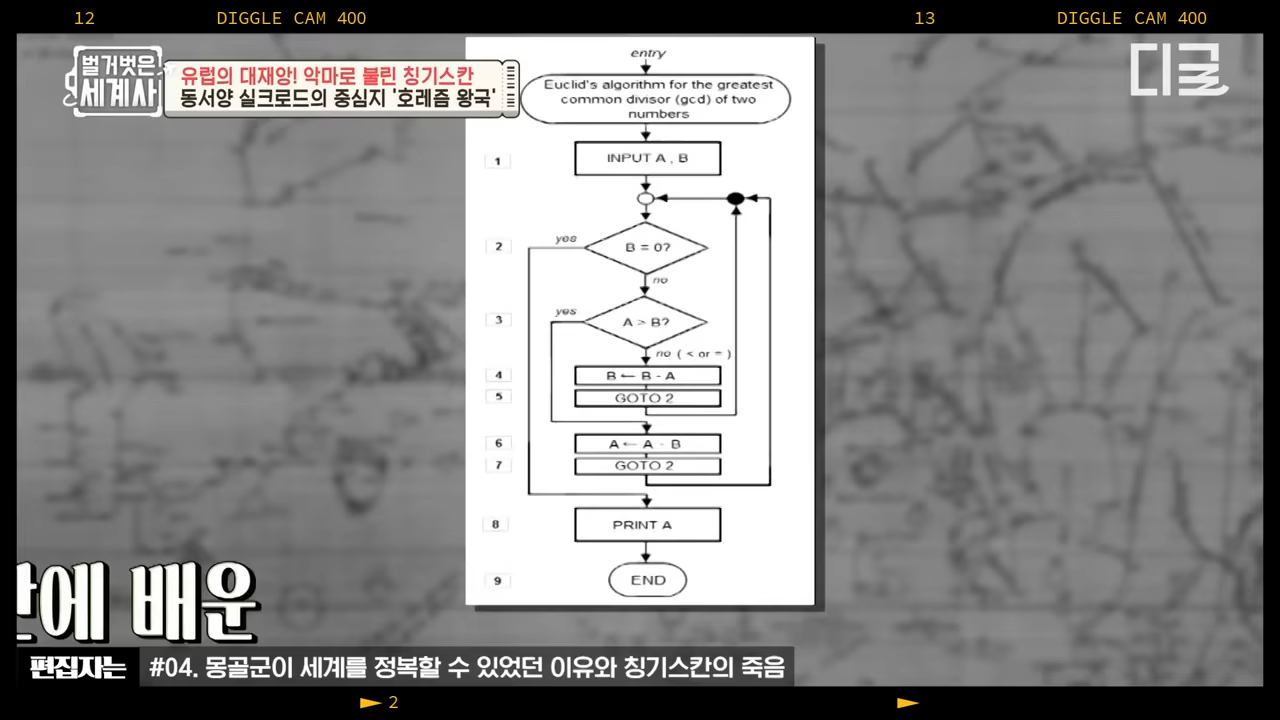 12 DIGGLE CAM 400 13 DIGGLE CAM 400
벌거벗은
세계사
유럽의 대재앙! 악마로 불린 칭기스칸
동서양 실크로드의 중심지 '호레즘 왕국'
디글
entry
Euclid's algorithm for the greatest
common divisor (gcd) of two
numbers
1 INPUT A , B
2 yes B = 0?
no
3 yes A > B?
no ( < or = )
4 B ← B - A
5 GOTO 2
6 A ← A - B
7 GOTO 2
8 PRINT A
9 END
에 배운
편집자는 #04. 몽골군이 세계를 정복할 수 있었던 이유와 칭기스칸의 죽음
2